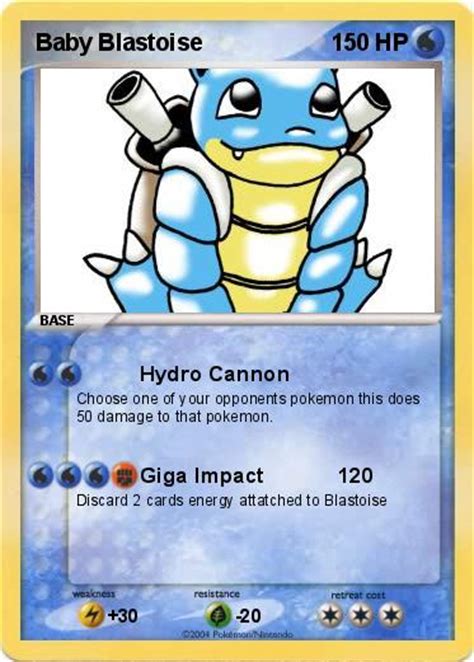 Baby Blastoise 150 HP
BASE
Hydro Cannon
Choose one of your opponents pokemon this does
50 damage to that pokemon.
Giga Impact 120
Discard 2 cards energy attatched to Blastoise
weakness resistance retreat cost
+30 -20
©2004 Pokémon/Nintendo